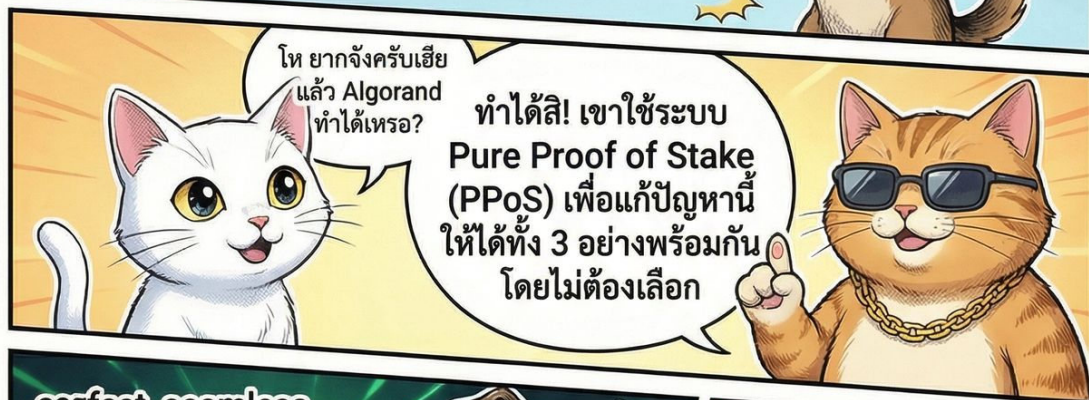 โห ยากจังครับเฮีย
แล้ว Algorand
ทำได้เหรอ?
ทำได้สิ! เขาใช้ระบบ
Pure Proof of Stake
(PPoS) เพื่อแก้ปัญหานี้
ให้ได้ทั้ง 3 อย่างพร้อมกัน
โดยไม่ต้องเลือก